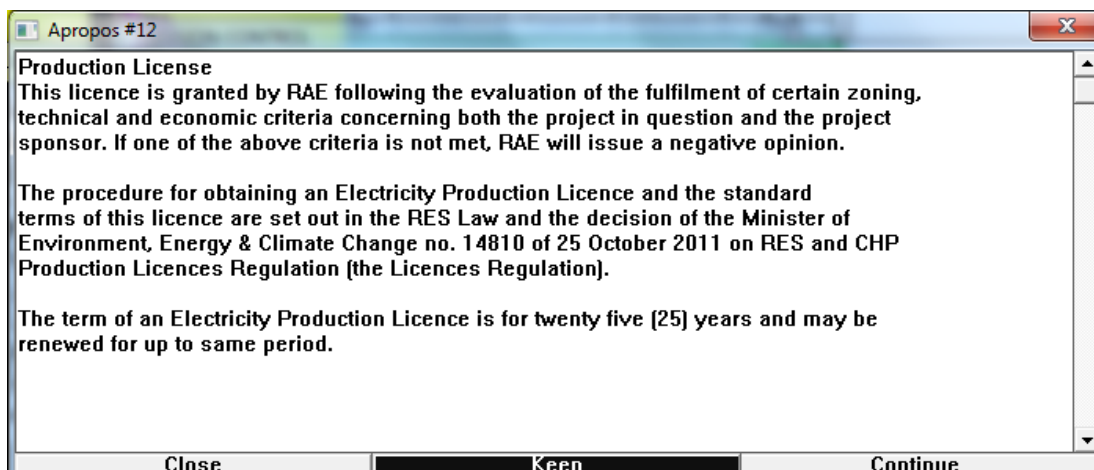 Apropos #12
Production License
This licence is granted by RAE following the evaluation of the fulfilment of certain zoning,
technical and economic criteria concerning both the project in question and the project
sponsor. If one of the above criteria is not met, RAE will issue a negative opinion.
The procedure for obtaining an Electricity Production Licence and the standard
terms of this licence are set out in the RES Law and the decision of the Minister of
Environment, Energy & Climate Change no. 14810 of 25 October 2011 on RES and CHP
Production Licences Regulation (the Licences Regulation).
The term of an Electricity Production Licence is for twenty five (25) years and may be
renewed for up to same period.
Close Keep Continue